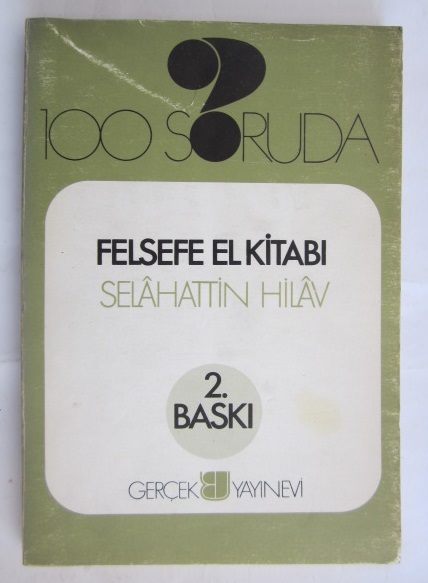 ?
100 SORUDA
FELSEFE EL KİTABI
SELÂHATTİN HİLÂV
2.
BASKI
GERÇEK YAYINEVİ